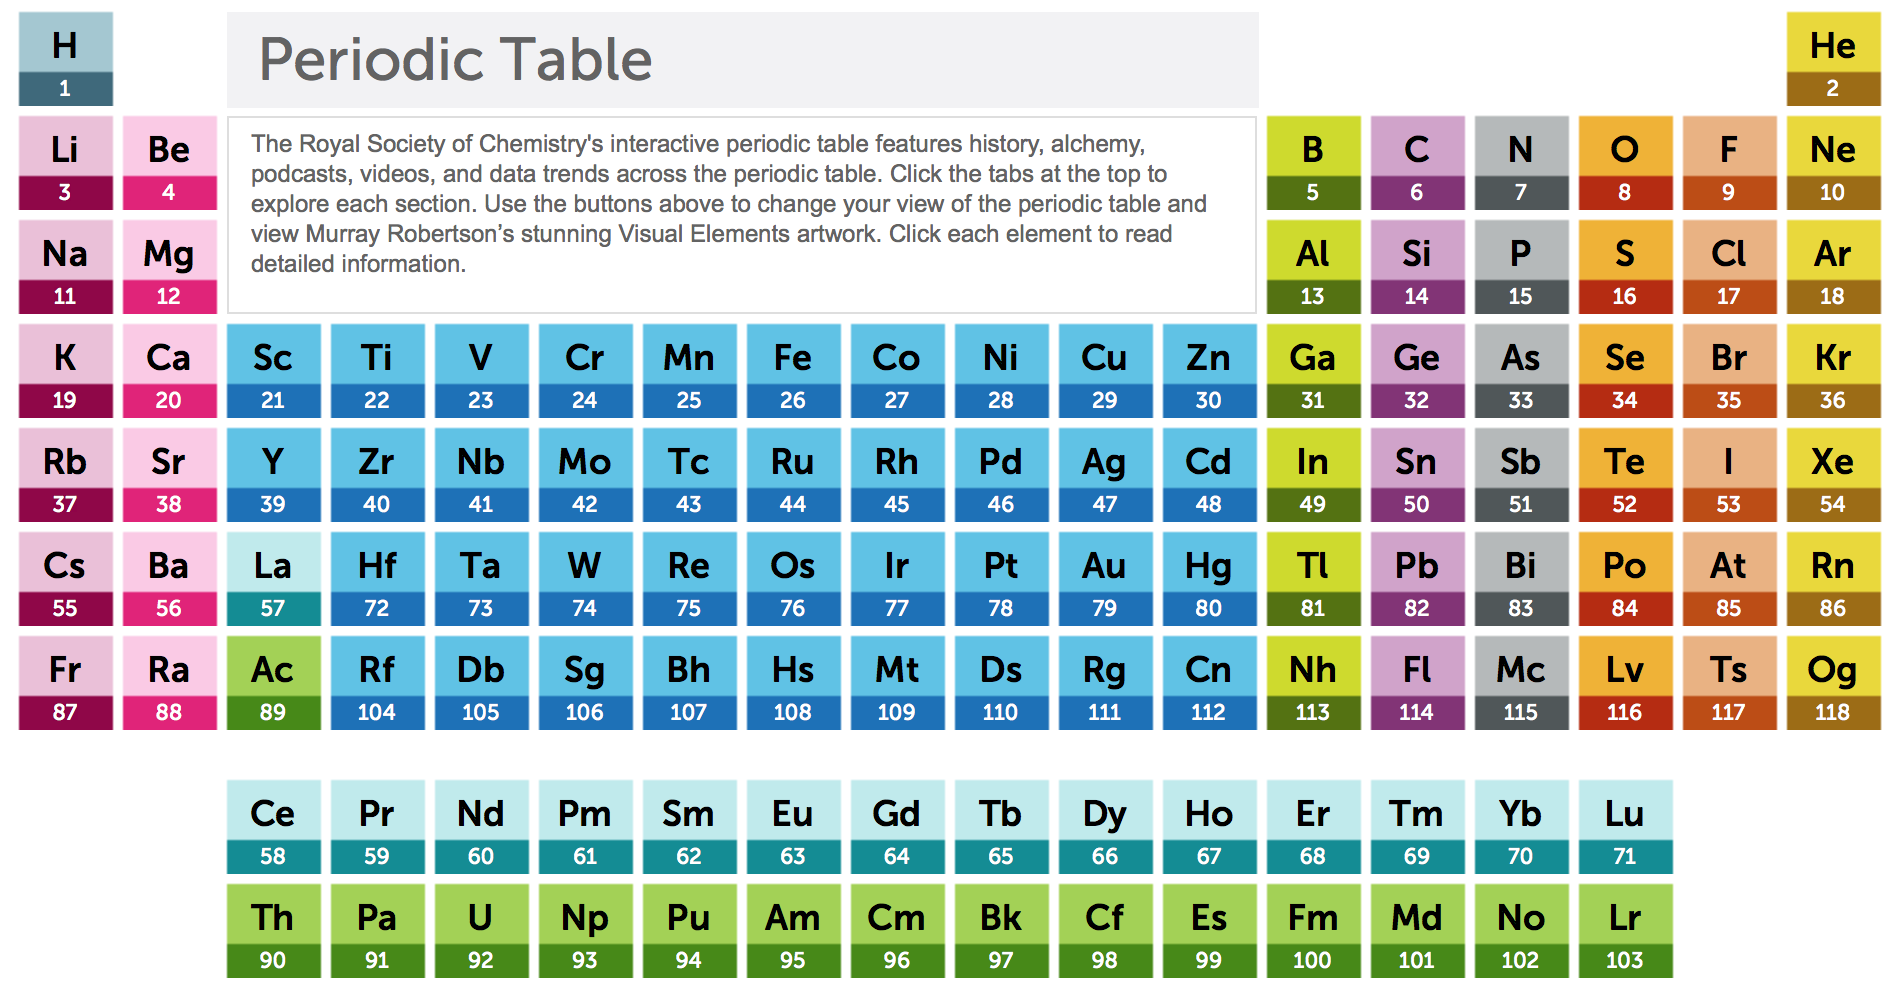 H Periodic Table He
1 2
Li Be The Royal Society of Chemistry's interactive periodic table features history, alchemy, B C N O F Ne
3 4 podcasts, videos, and data trends across the periodic table. Click the tabs at the top to 5 6 7 8 9 10
explore each section. Use the buttons above to change your view of the periodic table and
Na Mg view Murray Robertson’s stunning Visual Elements artwork. Click each element to read Al Si P S Cl Ar
detailed information.
11 12 13 14 15 16 17 18
K Ca Sc Ti V Cr Mn Fe Co Ni Cu Zn Ga Ge As Se Br Kr
19 20 21 22 23 24 25 26 27 28 29 30 31 32 33 34 35 36
Rb Sr Y Zr Nb Mo Tc Ru Rh Pd Ag Cd In Sn Sb Te I Xe
37 38 39 40 41 42 43 44 45 46 47 48 49 50 51 52 53 54
Cs Ba La Hf Ta W Re Os Ir Pt Au Hg Tl Pb Bi Po At Rn
55 56 57 72 73 74 75 76 77 78 79 80 81 82 83 84 85 86
Fr Ra Ac Rf Db Sg Bh Hs Mt Ds Rg Cn Nh Fl Mc Lv Ts Og
87 88 89 104 105 106 107 108 109 110 111 112 113 114 115 116 117 118
Ce Pr Nd Pm Sm Eu Gd Tb Dy Ho Er Tm Yb Lu
58 59 60 61 62 63 64 65 66 67 68 69 70 71
Th Pa U Np Pu Am Cm Bk Cf Es Fm Md No Lr
90 91 92 93 94 95 96 97 98 99 100 101 102 103